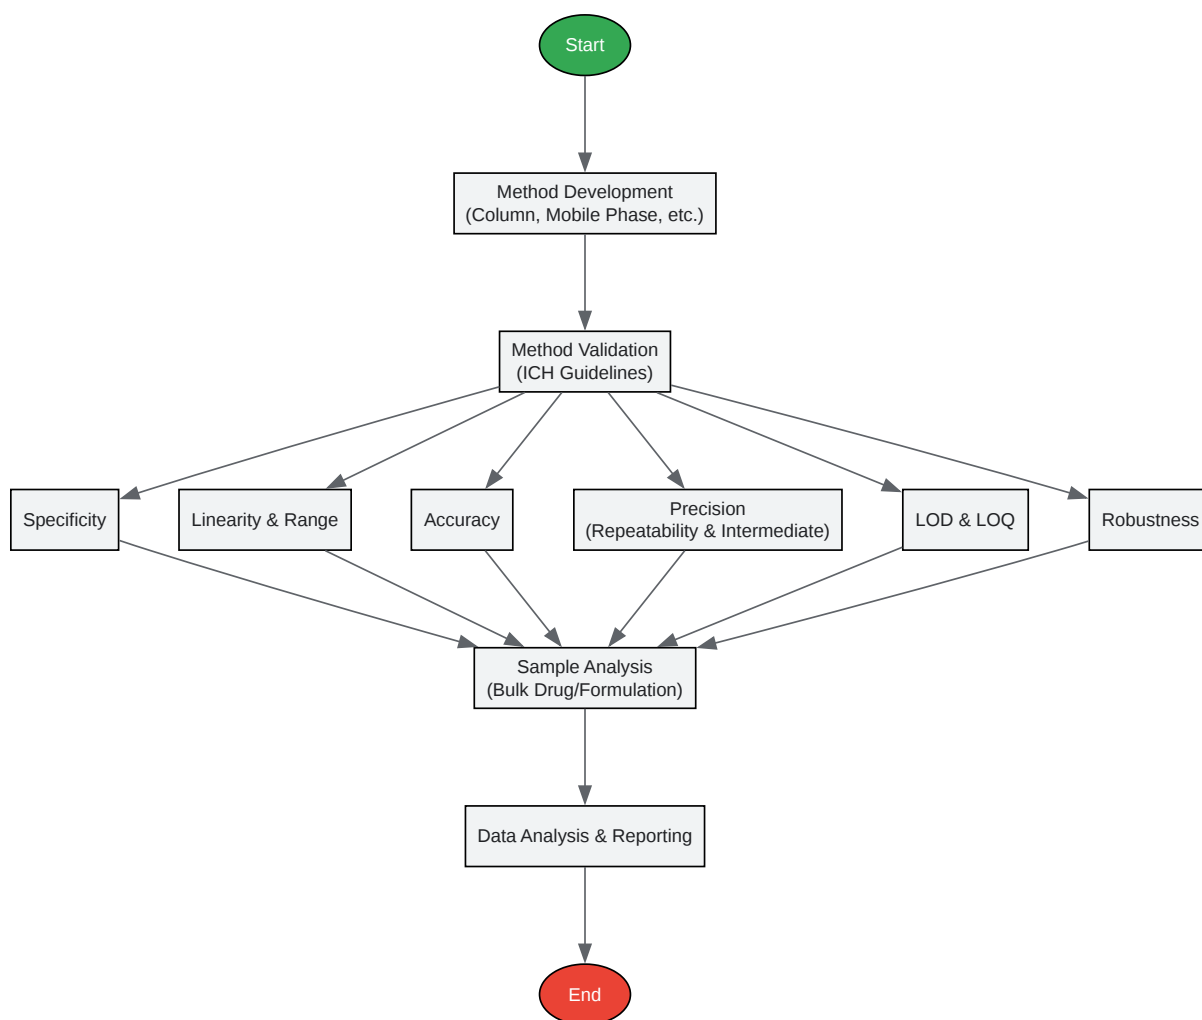 Start
Method Development
(Column, Mobile Phase, etc.)
Method Validation
(ICH Guidelines)
Specificity
Linearity & Range
Accuracy
Precision
(Repeatability & Intermediate)
LOD & LOQ
Robustness
Sample Analysis
(Bulk Drug/Formulation)
Data Analysis & Reporting
End